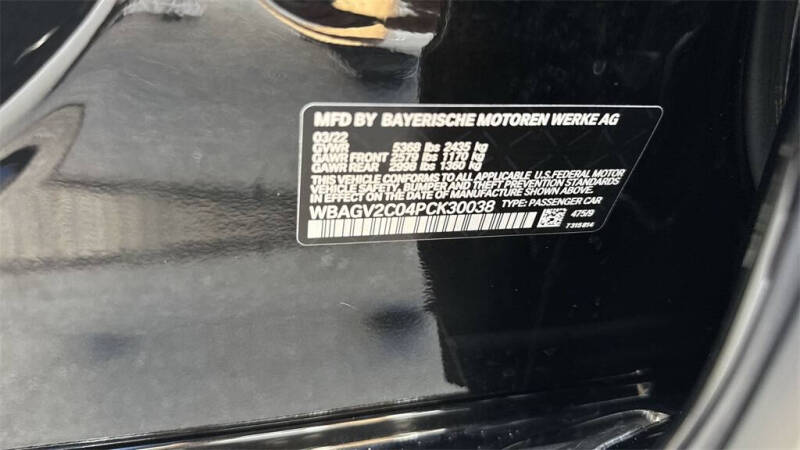 MFD BY BAYERISCHE MOTOREN WERKE AG
03/22
GVWR 5368 lbs 2435 kg
GAWR FRONT 2579 lbs 1170 kg
GAWR REAR 2998 lbs 1360 kg
THIS VEHICLE CONFORMS TO ALL APPLICABLE U.S.FEDERAL MOTOR
VEHICLE SAFETY, BUMPER AND THEFT PREVENTION STANDARDS
IN EFFECT ON THE DATE OF MANUFACTURE SHOWN ABOVE.
WBAGV2C04PCK30038 TYPE: PASSENGER CAR
475/9
7315814